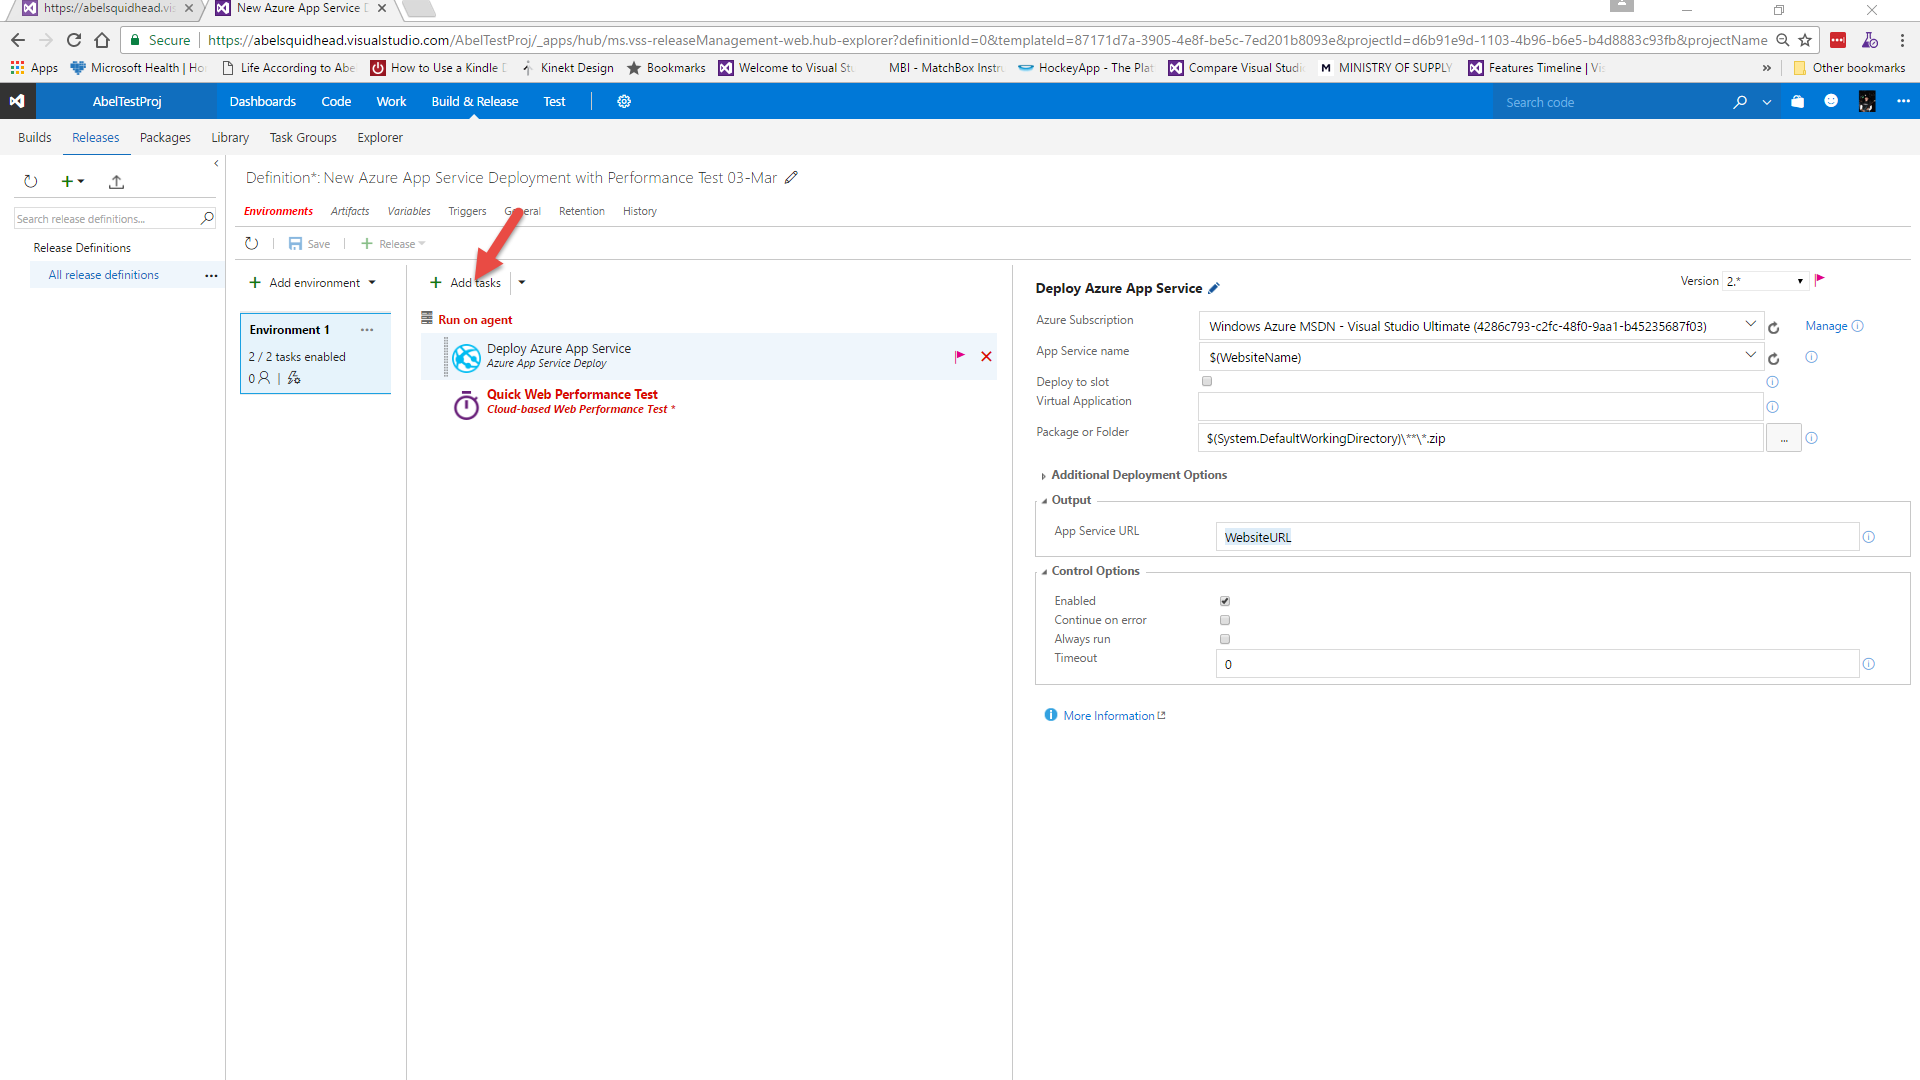 https://abelsquidhead.vi
New Azure App Service D
Secure
https://abelsquidhead.visualstudio.com/AbelTestProj/_apps/hub/ms.vss-releaseManagement-web.hub-explorer?definitionId=0&templateId=87171d7a-3905-4e8f-be5c-7ed201b8093e&projectId=d6b91e9d-1103-4b96-b6e5-b4d8883c93fb&projectName
Apps
Microsoft Health | Ho
Life According to Abe
How to Use a Kindle D
Kinekt Design
Bookmarks
Welcome to Visual Stu
MBI - MatchBox Instru
HockeyApp - The Plat
Compare Visual Studio
M MINISTRY OF SUPPLY
Features Timeline | Vis
»
Other bookmarks
AbelTestProj
Dashboards
Code
Work
Build & Release
Test
Search code
Builds
Releases
Packages
Library
Task Groups
Explorer
Definition*: New Azure App Service Deployment with Performance Test 03-Mar
Search release definitions...
Environments
Artifacts
Variables
Triggers
General
Retention
History
Release Definitions
Save
Release
All release definitions
Add environment
Add tasks
Deploy Azure App Service
Version 2.*
Environment 1
2 / 2 tasks enabled
0
Run on agent
Deploy Azure App Service
Azure App Service Deploy
Quick Web Performance Test
Cloud-based Web Performance Test *
Azure Subscription
Windows Azure MSDN - Visual Studio Ultimate (4286c793-c2fc-48f0-9aa1-b45235687f03)
Manage
App Service name
$(WebsiteName)
Deploy to slot
Virtual Application
Package or Folder
$(System.DefaultWorkingDirectory)\**\*.zip
...
Additional Deployment Options
Output
App Service URL
WebsiteURL
Control Options
Enabled
Continue on error
Always run
Timeout
0
More Information